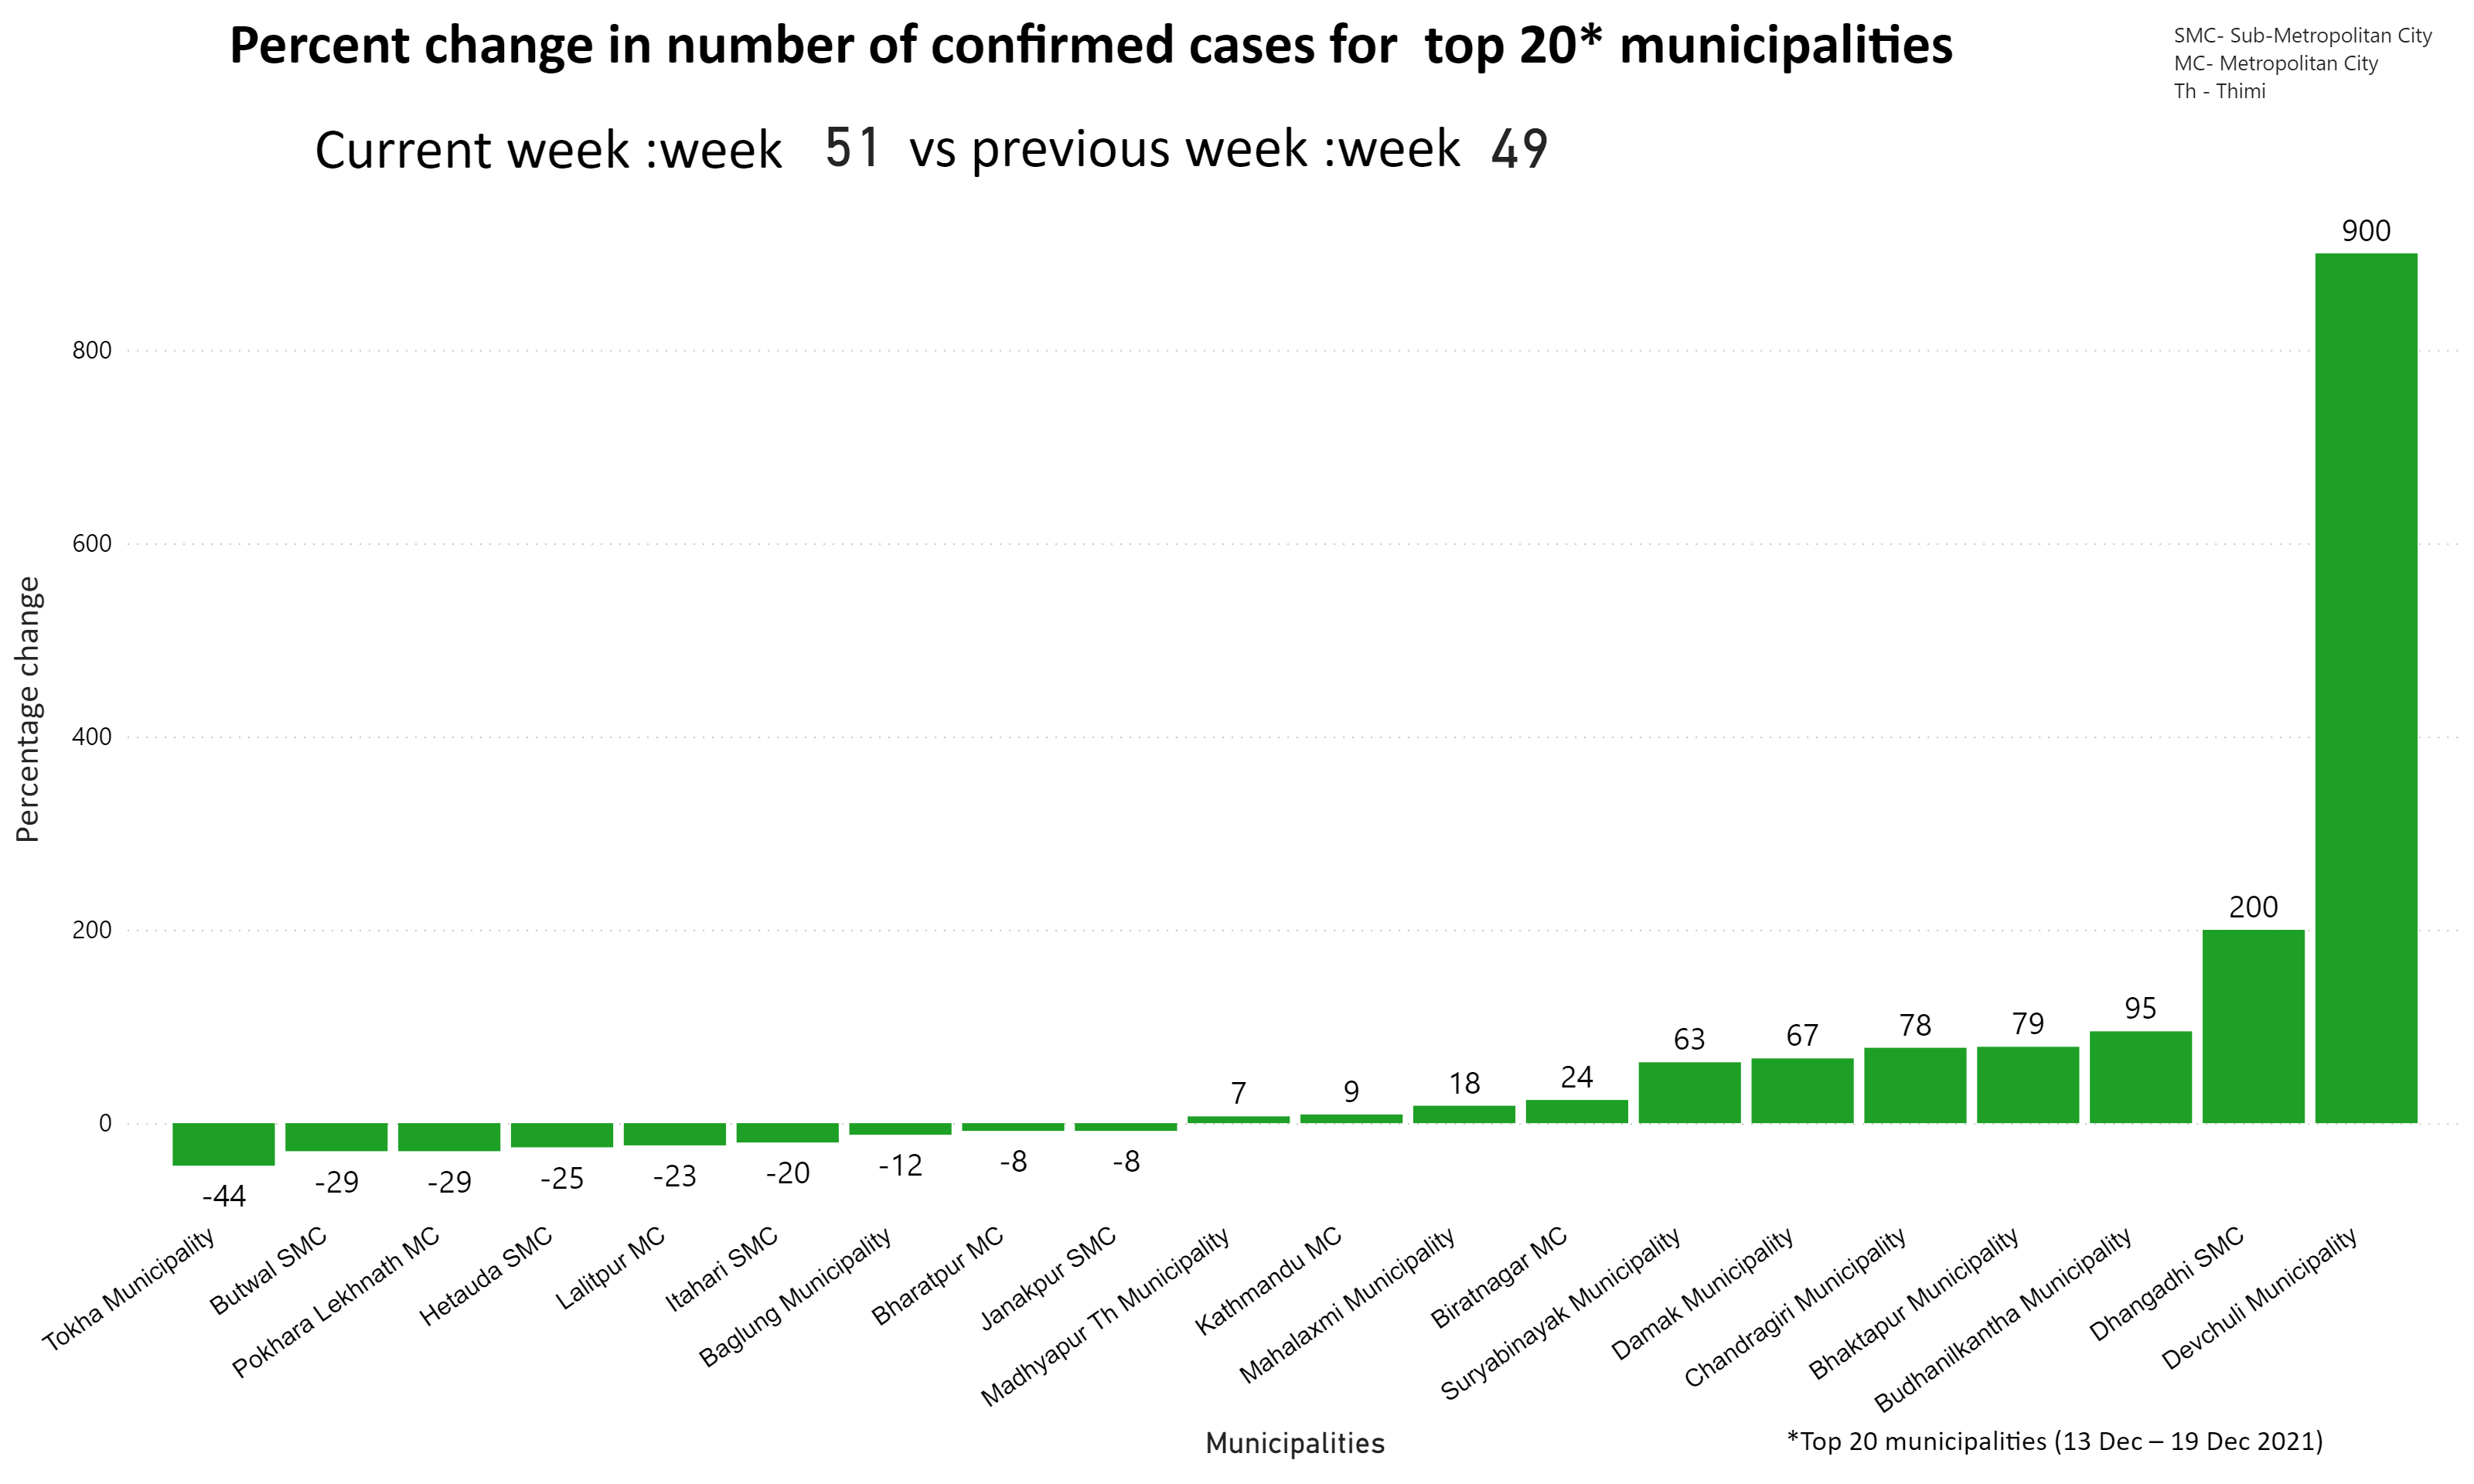 Percent change in number of confirmed cases for top 20* municipalities
SMC- Sub-Metropolitan City
MC- Metropolitan City
Th - Thimi
Current week :week 51 vs previous week :week 49
Percentage change
800
600
400
200
0
-44
-29
-29
-25
-23
-20
-12
-8
-8
7
9
18
24
63
67
78
79
95
200
900
Tokha Municipality
Butwal SMC
Pokhara Lekhnath MC
Hetauda SMC
Lalitpur MC
Itahari SMC
Baglung Municipality
Bharatpur MC
Janakpur SMC
Madhyapur Th Municipality
Kathmandu MC
Mahalaxmi Municipality
Biratnagar MC
Suryabinayak Municipality
Damak Municipality
Chandragiri Municipality
Bhaktapur Municipality
Budhanilkantha Municipality
Dhangadhi SMC
Devchuli Municipality
Municipalities
*Top 20 municipalities (13 Dec – 19 Dec 2021)